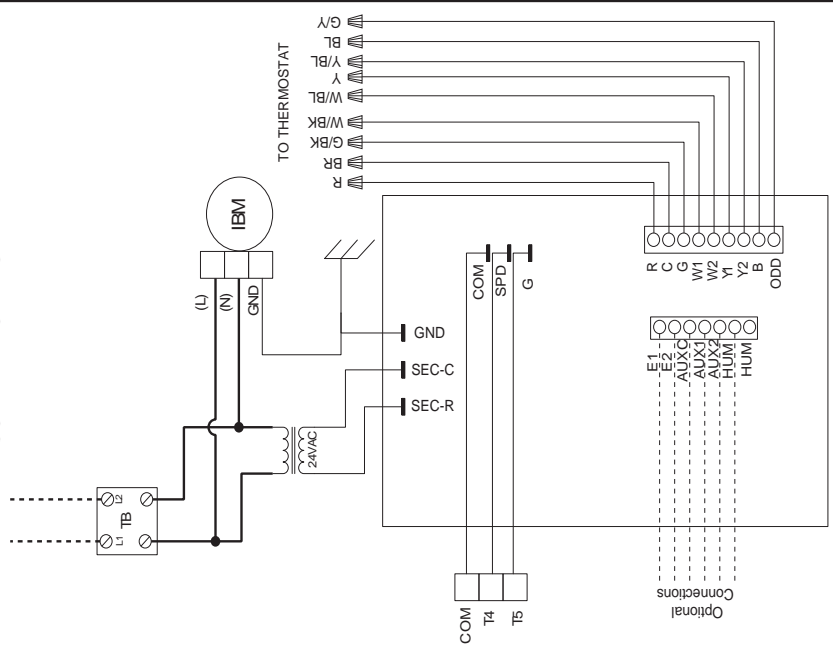 G/Y
BL
Y/BL
Y
W/BL
W/BK
G/BK
BR
R
TO THERMOSTAT
IBM
(L)
(N)
GND
GND
SEC-C
SEC-R
24VAC
COM
SPD
G
R
C
G
W1
W2
Y1
Y2
B
ODD
E1
E2
AUXC
AUX1
AUX2
HUM
HUM
L2
TB
L1
COM
T4
T5
Optional
Connections